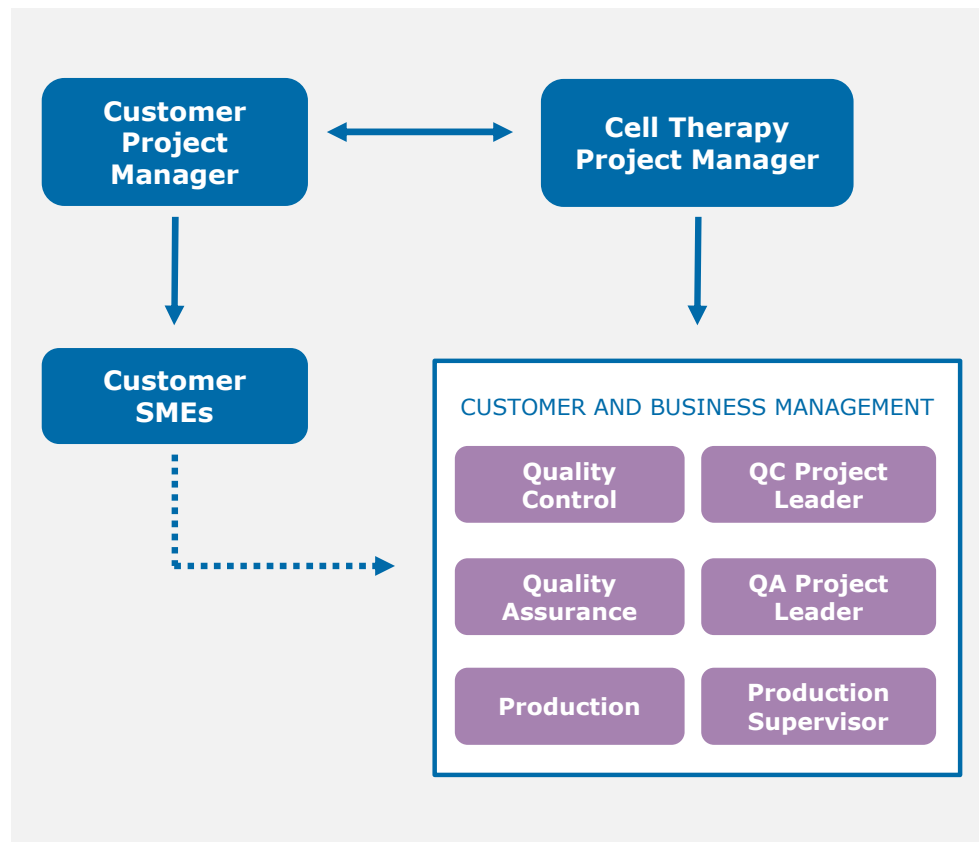 Customer
Project
Manager
Cell Therapy
Project Manager
Customer
SMEs
CUSTOMER AND BUSINESS MANAGEMENT
Quality
Control
QC Project
Leader
Quality
Assurance
QA Project
Leader
Production
Production
Supervisor